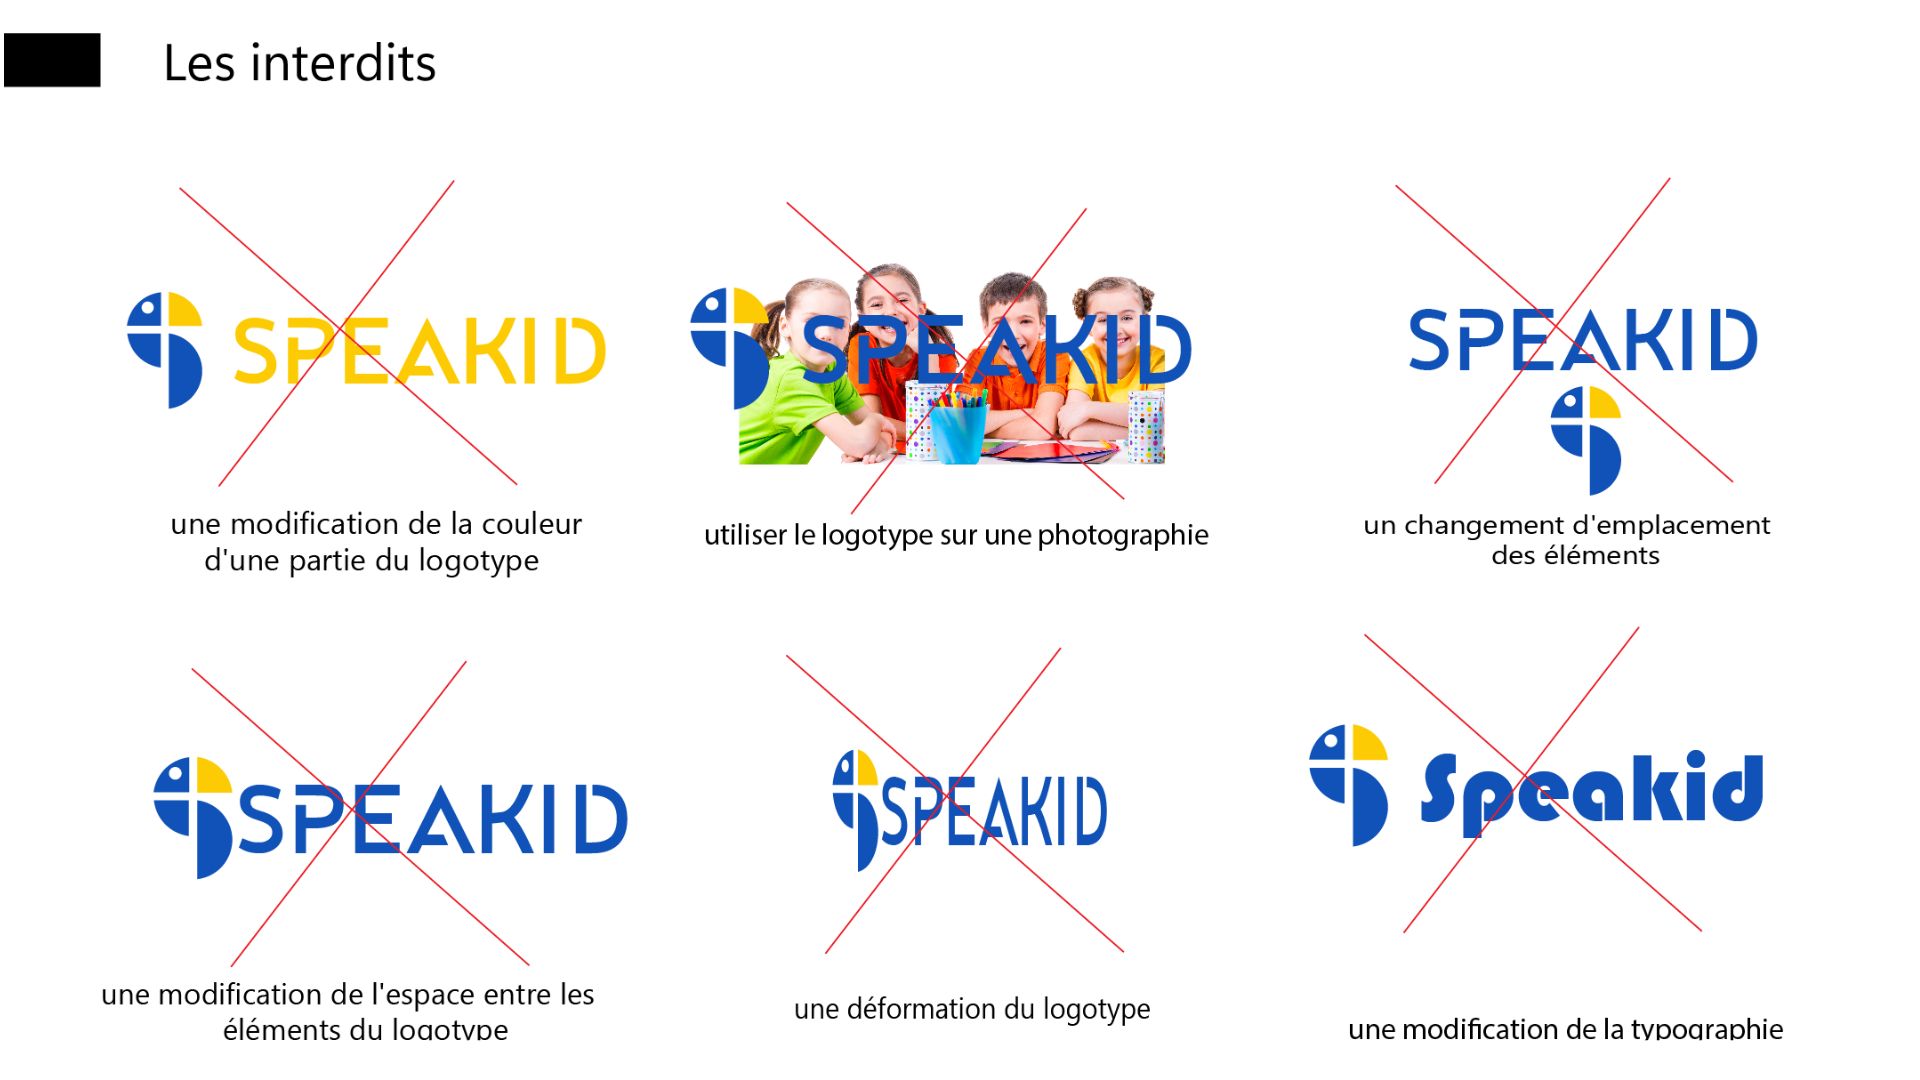 Les interdits
SPEAKID
une modification de la couleur
d'une partie du logotype
SPEAKID
utiliser le logotype sur une photographie
SPEAKID
un changement d'emplacement
des éléments
SPEAKID
une modification de l'espace entre les
éléments du logotype
SPEAKID
une déformation du logotype
Speakid
une modification de la typographie